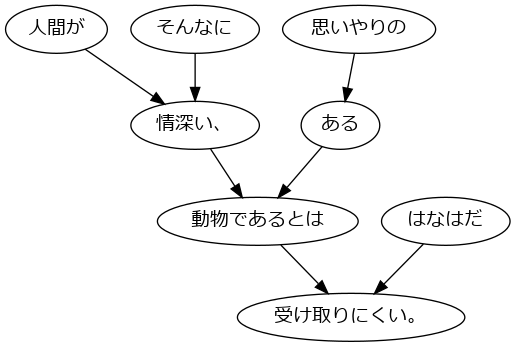 人間が
そんなに
思いやりの
情深い、
ある
動物であるとは
はなはだ
受け取りにくい。